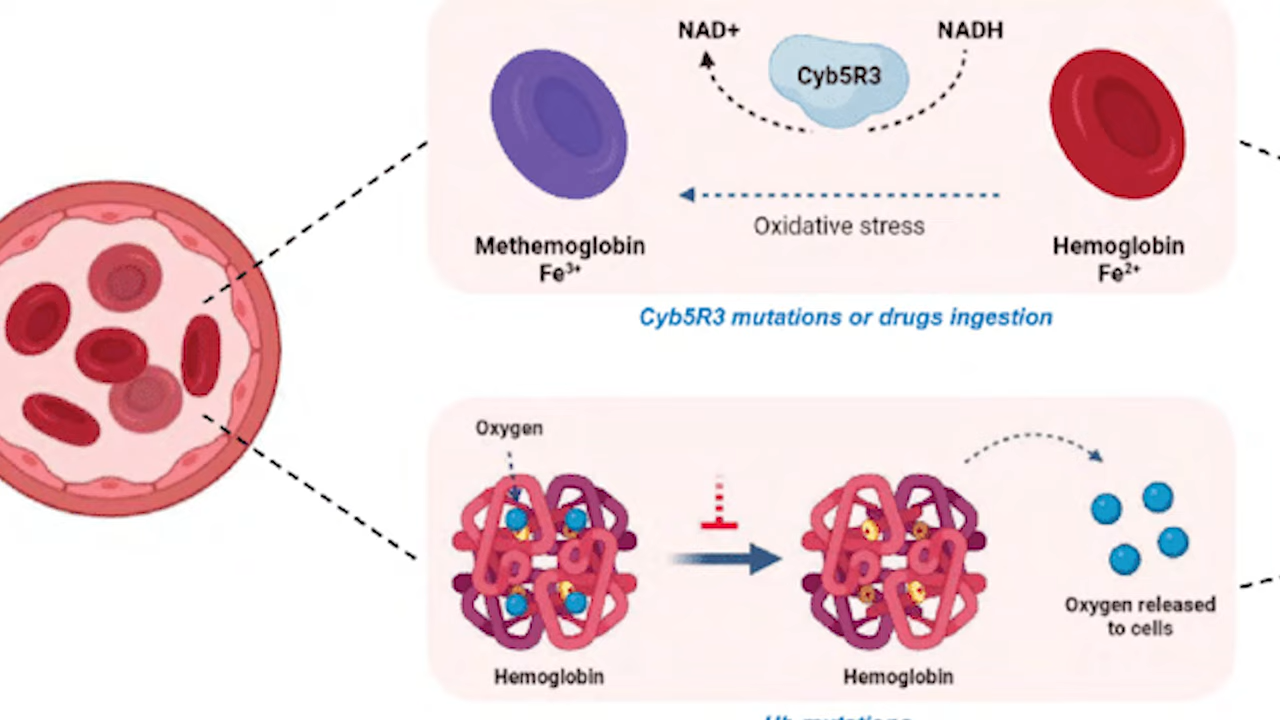 NAD+
NADH
Cyb5R3
Oxidative stress
Methemoglobin
Fe³⁺
Hemoglobin
Fe²⁺
Cyb5R3 mutations or drugs ingestion
Oxygen
Oxygen released
to cells
Hemoglobin
Hemoglobin